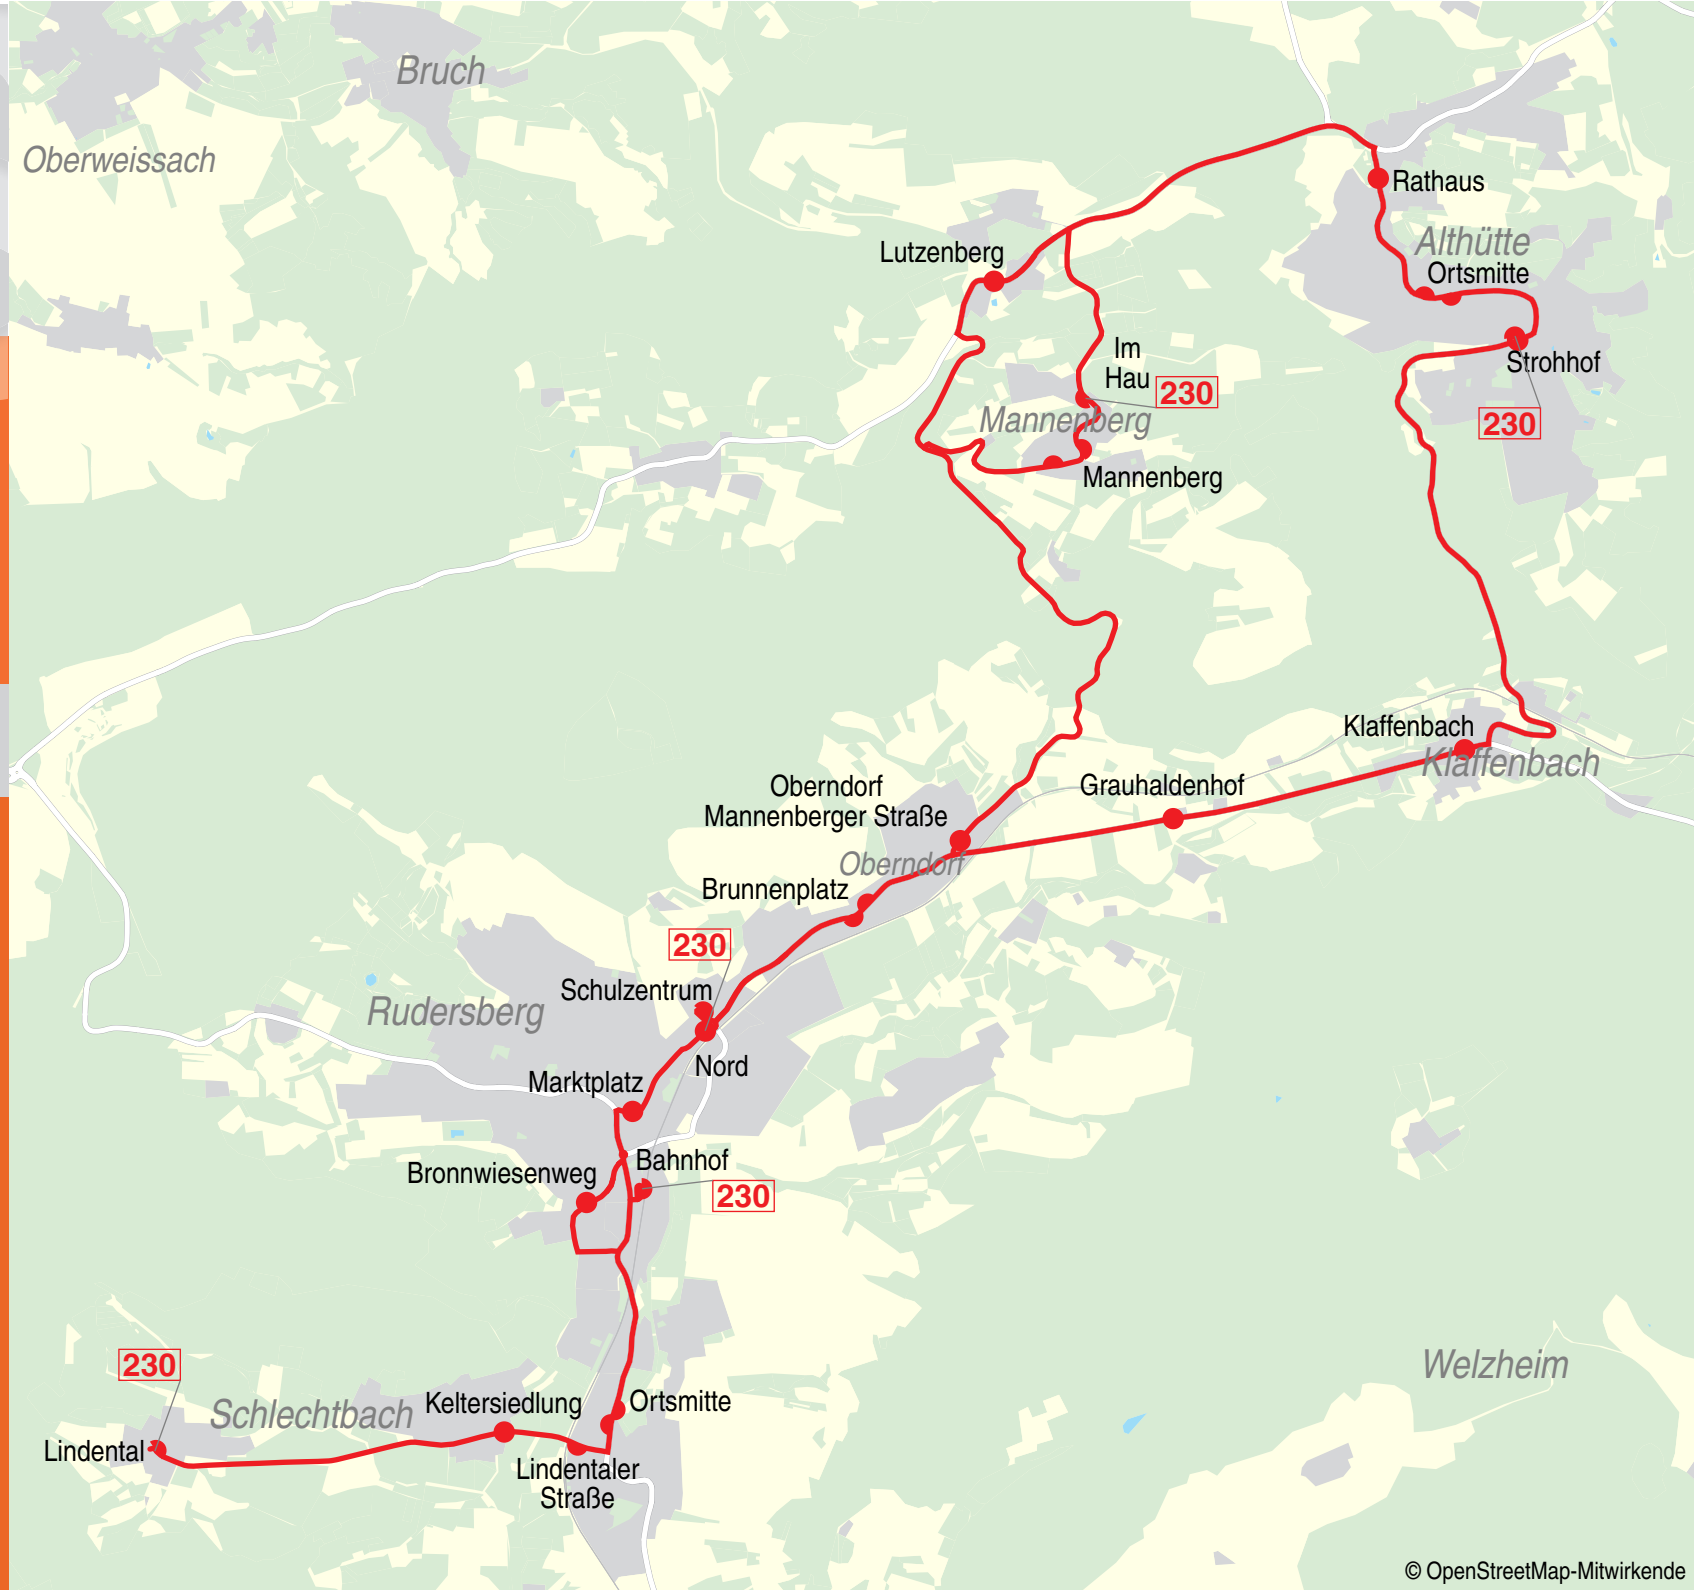 Bruch
Oberweissach
Rathaus
Althütte
Ortsmitte
Lutzenberg
Im
Hau
230
Strohhof
230
Mannenberg
Mannenberg
Klaffenbach
Klaffenbach
Grauhaldenhof
Oberndorf
Mannenberger Straße
Oberndorf
Brunnenplatz
230
Schulzentrum
Rudersberg
Nord
Marktplatz
Bahnhof
Bronnwiesenweg
230
230
Welzheim
Schlechtbach
Keltersiedlung
Ortsmitte
Lindental
Lindentaler
Straße
© OpenStreetMap-Mitwirkende